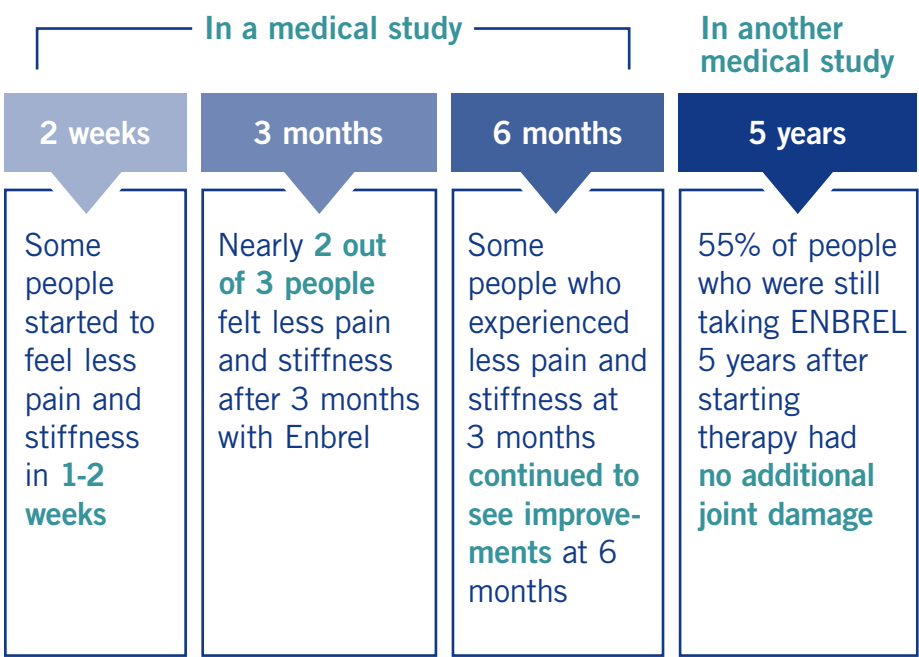 In a medical study
In another
medical study
2 weeks
Some
people
started to
feel less
pain and
stiffness
in 1-2
weeks
3 months
Nearly 2 out
of 3 people
felt less pain
and stiffness
after 3 months
with Enbrel
6 months
Some
people who
experienced
less pain and
stiffness at
3 months
continued to
see improve-
ments at 6
months
5 years
55% of people
who were still
taking ENBREL
5 years after
starting
therapy had
no additional
joint damage